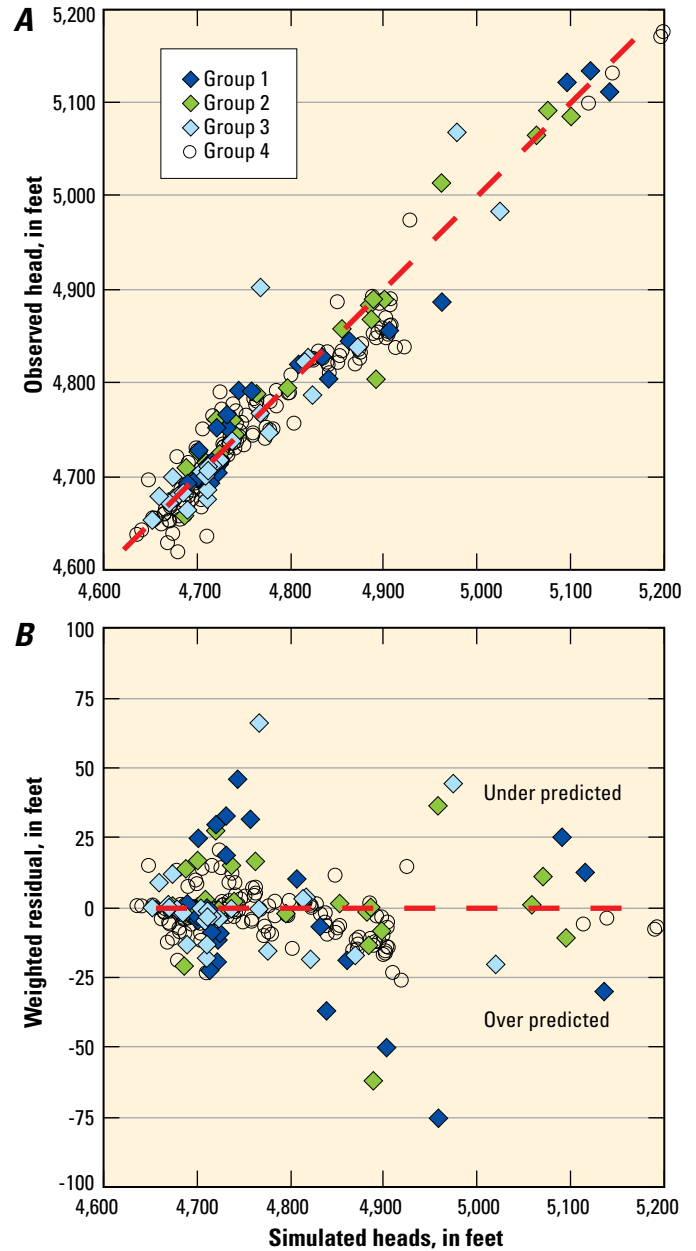 A
5,200
5,100
5,000
4,900
4,800
4,700
4,600
Observed head, in feet
Group 1
Group 2
Group 3
Group 4
4,600 4,700 4,800 4,900 5,000 5,100 5,200
B
100
75
50
25
0
-25
-50
-75
-100
Weighted residual, in feet
Under predicted
Over predicted
4,600 4,700 4,800 4,900 5,000 5,100 5,200
Simulated heads, in feet